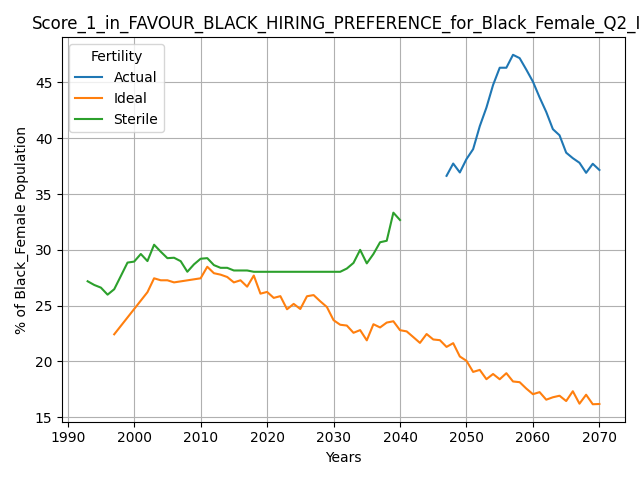 Score_1_in_FAVOUR_BLACK_HIRING_PREFERENCE_for_Black_Female_Q2_I
Fertility
Actual
Ideal
Sterile
% of Black_Female Population
45
40
35
30
25
20
15
1990 2000 2010 2020 2030 2040 2050 2060 2070
Years